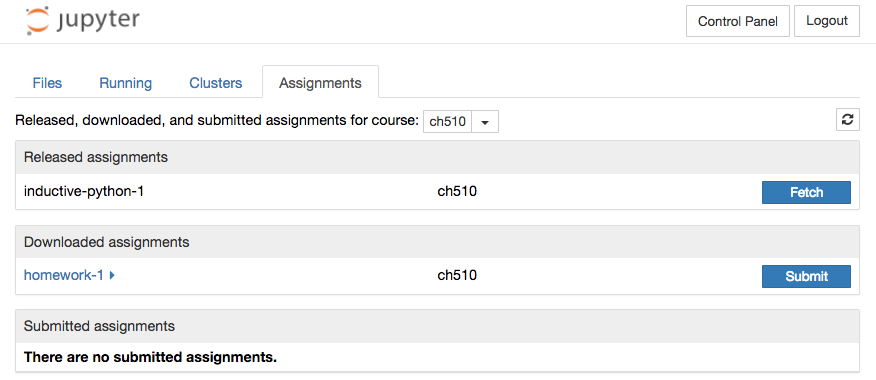 jupyter
Control Panel
Logout
Files
Running
Clusters
Assignments
Released, downloaded, and submitted assignments for course: ch510
Released assignments
inductive-python-1 ch510 Fetch
Downloaded assignments
homework-1 ch510 Submit
Submitted assignments
There are no submitted assignments.